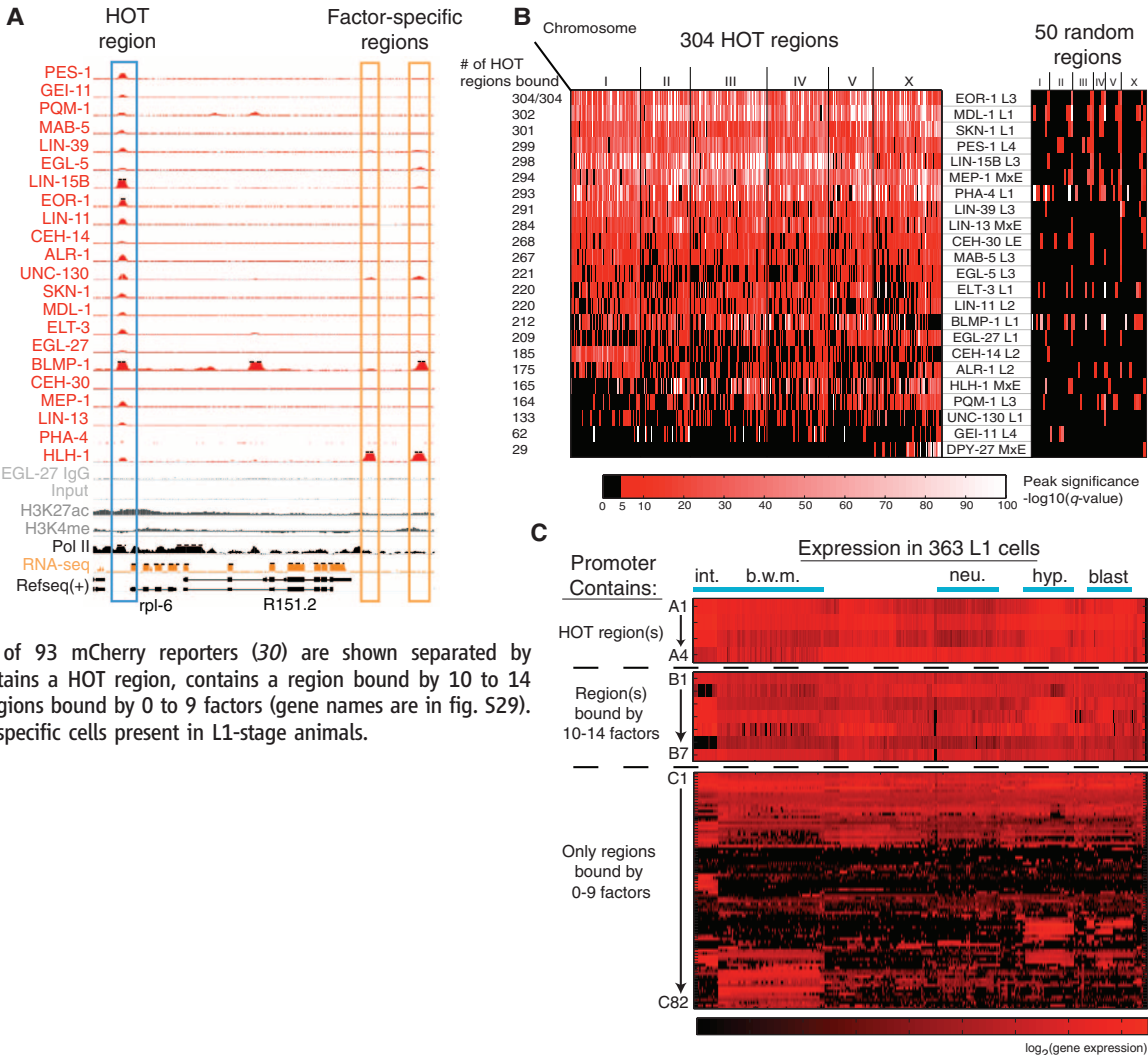 A
HOT
region
Factor-specific
regions
PES-1
GEI-11
PQM-1
MAB-5
LIN-39
EGL-5
LIN-15B
EOR-1
LIN-11
CEH-14
ALR-1
UNC-130
SKN-1
MDL-1
ELT-3
EGL-27
BLMP-1
CEH-30
MEP-1
LIN-13
PHA-4
HLH-1
EGL-27 IgG
Input
H3K27ac
H3K4me
Pol II
RNA-seq
Refseq(+)
rpl-6
R151.2
of 93 mCherry reporters (30) are shown separated by
tains a HOT region, contains a region bound by 10 to 14
gions bound by 0 to 9 factors (gene names are in fig. S29).
specific cells present in L1-stage animals.
B
Chromosome
304 HOT regions
50 random
regions
# of HOT
regions bound
I II III IV V X
I II III IV V X
304/304 EOR-1 L3
302 MDL-1 L1
301 SKN-1 L1
299 PES-1 L4
298 LIN-15B L3
294 MEP-1 MxE
293 PHA-4 L1
291 LIN-39 L3
284 LIN-13 MxE
268 CEH-30 LE
267 MAB-5 L3
221 EGL-5 L3
220 ELT-3 L1
220 LIN-11 L2
212 BLMP-1 L1
209 EGL-27 L1
185 CEH-14 L2
175 ALR-1 L2
165 HLH-1 MxE
164 PQM-1 L3
133 UNC-130 L1
62 GEI-11 L4
29 DPY-27 MxE
0 5 10 20 30 40 50 60 70 80 90 100
Peak significance
-log10(q-value)
C
Promoter
Contains:
Expression in 363 L1 cells
int. b.w.m. neu. hyp. blast
A1
HOT region(s)
A4
B1
Region(s)
bound by
10-14 factors
B7
C1
Only regions
bound by
0-9 factors
C82
log2(gene expression)